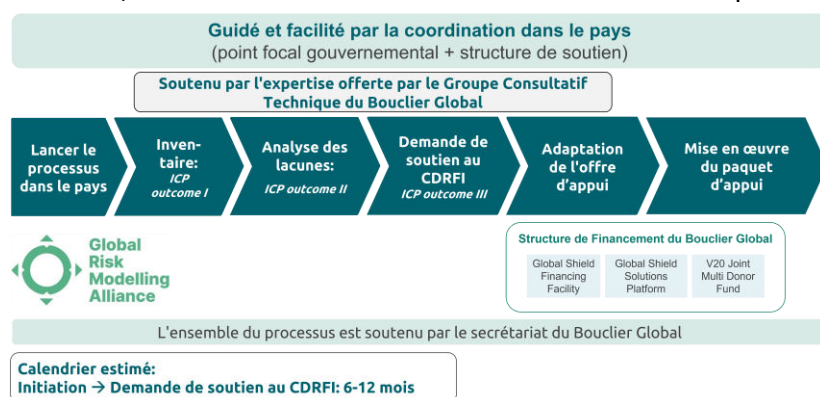 Guidé et facilité par la coordination dans le pays
(point focal gouvernemental + structure de soutien)
Soutenu par l'expertise offerte par le Groupe Consultatif
Technique du Bouclier Global
Lancer le
processus
dans le pays
Inven-
taire:
ICP
outcome I
Analyse des
lacunes:
ICP outcome II
Demande de
soutien au
CDRFI
ICP outcome III
Adaptation
de l'offre
d'appui
Mise en œuvre
du paquet
d'appui
Global
Risk
Modelling
Alliance
Structure de Financement du Bouclier Global
Global Shield
Financing
Facility
Global Shield
Solutions
Platform
V20 Joint
Multi Donor
Fund
L'ensemble du processus est soutenu par le secrétariat du Bouclier Global
Calendrier estimé:
Initiation → Demande de soutien au CDRFI: 6-12 mois